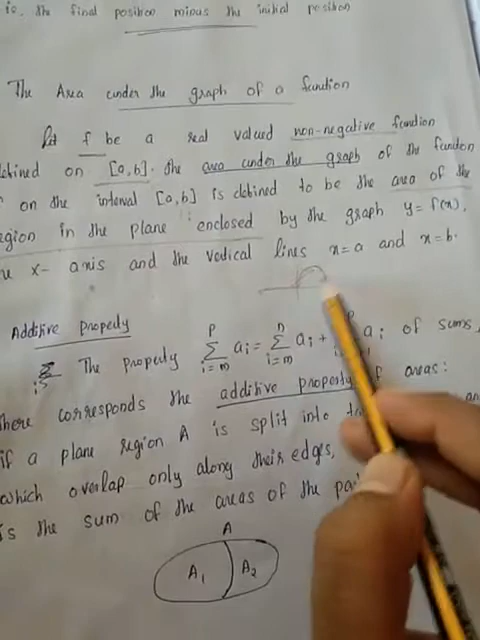 ie. the final position minus the initial position
The Area under the graph of a function
Let f be a real valued non-negative function
defined on [a,b]. the area under the graph of the function
on the interval [a,b] is defined to be the area of the
region in the plane enclosed by the graph y = f(x),
x- axis and the vertical lines x=a and x=b.
Additive Property
The property ∑_{i=m}^{p} a_i = ∑_{i=m}^{n} a_i + a_i of sums,
there corresponds the additive property of areas:
if a plane region A is split into
which overlap only along their edges,
is the sum of the areas of the
A
A₁ A₂